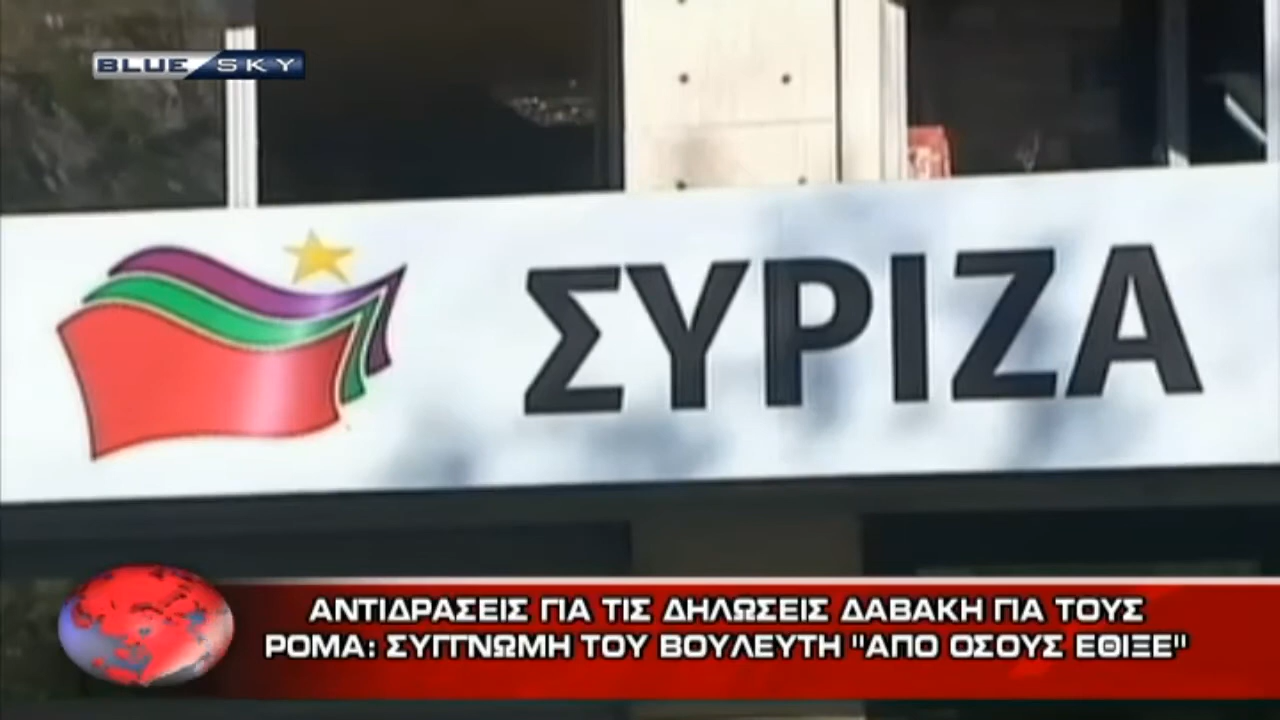 BLUE SKY
ΣΥΡΙΖΑ
ΑΝΤΙΔΡΑΣΕΙΣ ΓΙΑ ΤΙΣ ΔΗΛΩΣΕΙΣ ΔΑΒΑΚΗ ΓΙΑ ΤΟΥΣ
ΡΟΜΑ: ΣΥΓΓΝΩΜΗ ΤΟΥ ΒΟΥΛΕΥΤΗ "ΑΠΟ ΟΣΟΥΣ ΕΘΙΞΕ"